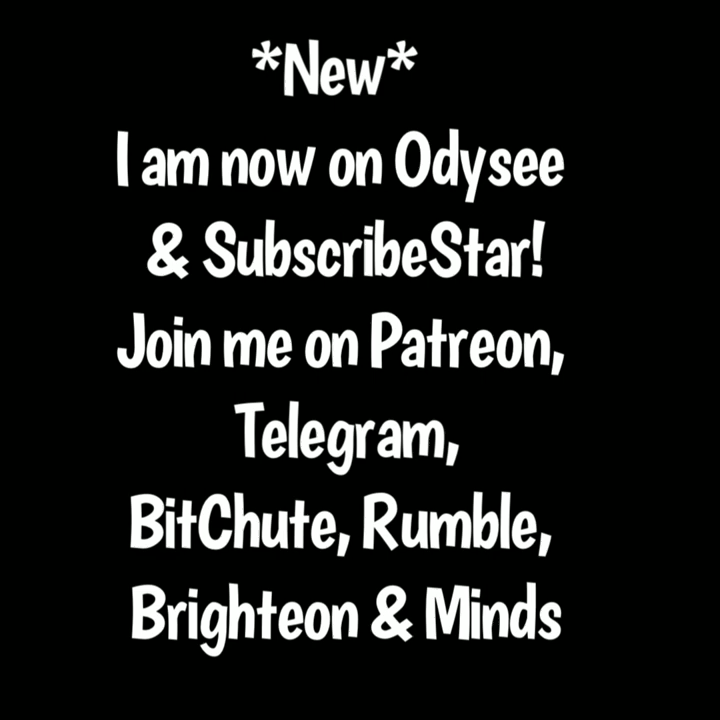 *New*
I am now on Odysee
& SubscribeStar!
Join me on Patreon,
Telegram,
BitChute, Rumble,
Brighteon & Minds